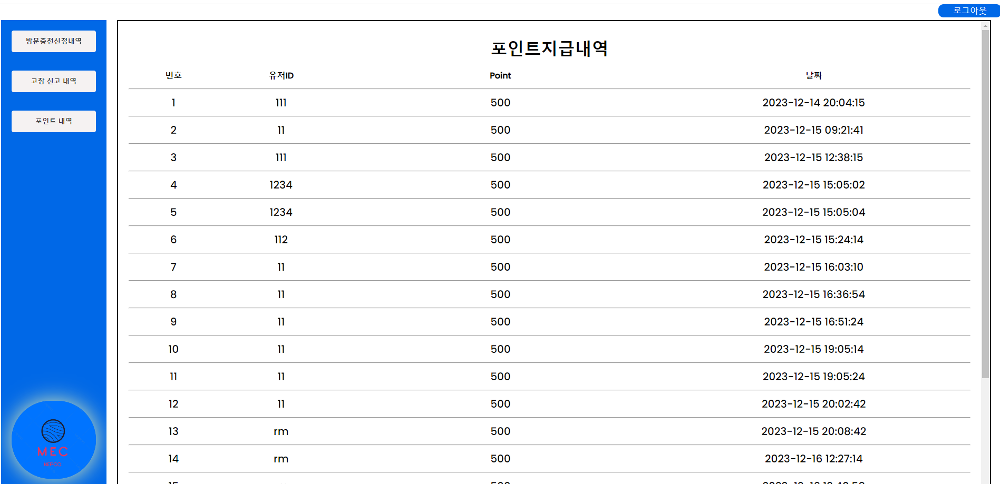 로그아웃
방문충전신청내역
고장 신고 내역
포인트 내역
MEC
포인트지급내역
번호 유저ID Point 날짜
1 111 500 2023-12-14 20:04:15
2 11 500 2023-12-15 09:21:41
3 111 500 2023-12-15 12:38:15
4 1234 500 2023-12-15 15:05:02
5 1234 500 2023-12-15 15:05:04
6 112 500 2023-12-15 15:24:14
7 11 500 2023-12-15 16:03:10
8 11 500 2023-12-15 16:36:54
9 11 500 2023-12-15 16:51:24
10 11 500 2023-12-15 19:05:14
11 11 500 2023-12-15 19:05:24
12 11 500 2023-12-15 20:02:42
13 rm 500 2023-12-15 20:08:42
14 rm 500 2023-12-16 12:27:14